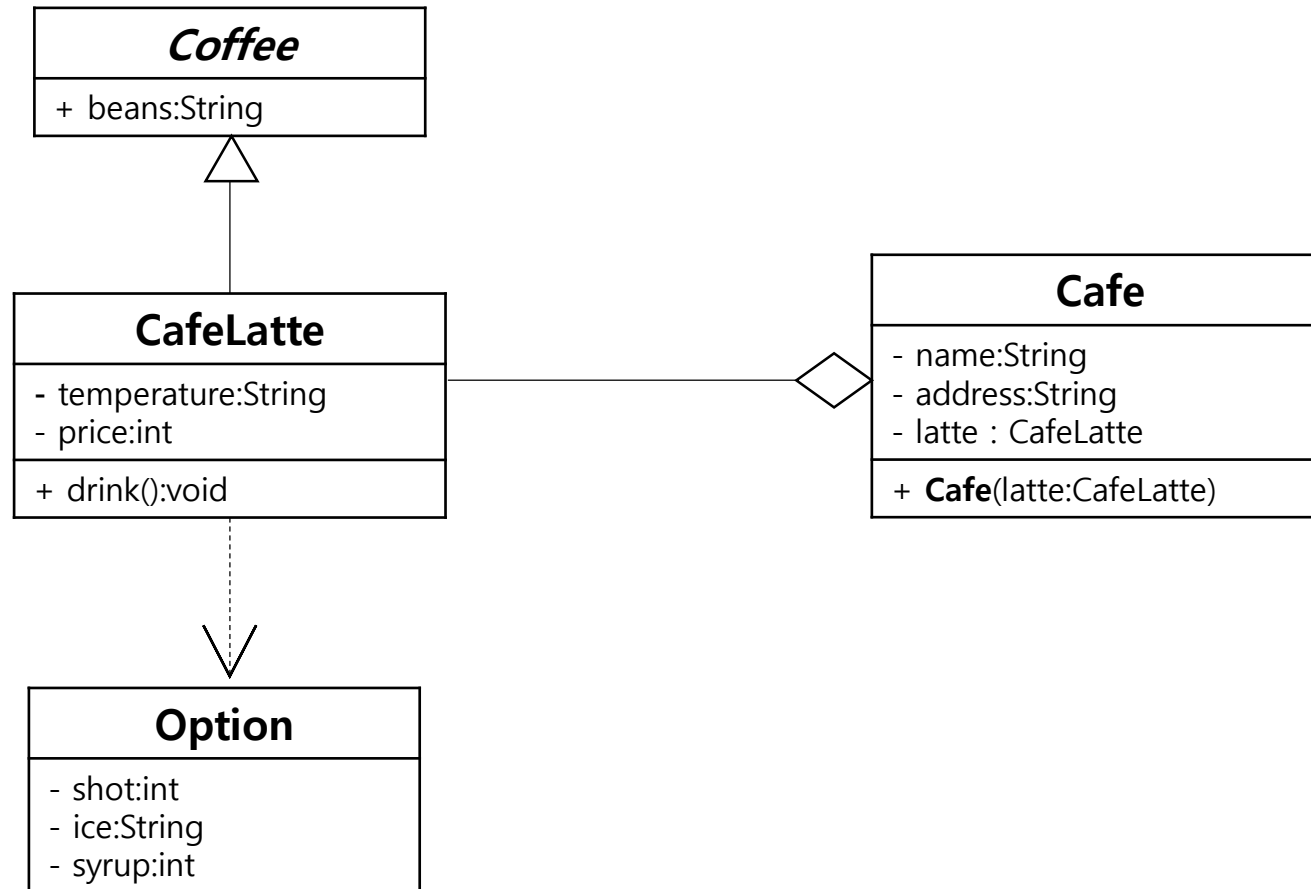 Coffee
+ beans:String
CafeLatte
- temperature:String
- price:int
+ drink():void
Cafe
- name:String
- address:String
- latte : CafeLatte
+ Cafe(latte:CafeLatte)
Option
- shot:int
- ice:String
- syrup:int